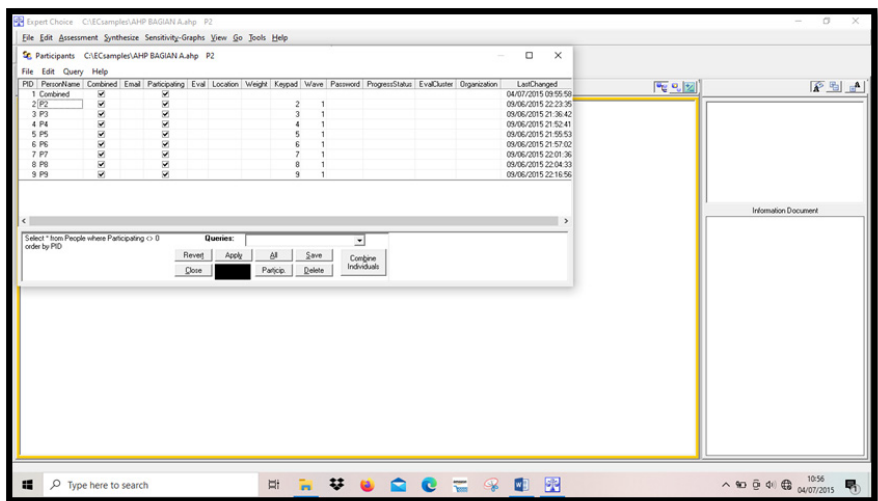 Expert Choice C:\ECsamples\AHP BAGIAN A.ahp P2
File Edit Assessment Synthesize Sensitivity-Graphs View Go Tools Help
Participants C:\ECsamples\AHP BAGIAN A.ahp P2
File Edit Query Help
PID PersonName Combined Email Participating Eval Location Weight Keypad Wave Password ProgressStatus EvalCluster Organization LastChanged
1 Combined 04/07/2015 09:55:50
2 P2 2 1 09/06/2015 22:23:35
3 P3 3 1 09/06/2015 21:36:42
4 P4 4 1 09/06/2015 21:52:41
5 P5 5 1 09/06/2015 21:55:53
6 P6 6 1 09/06/2015 21:57:02
7 P7 7 1 09/06/2015 22:01:36
8 P8 8 1 09/06/2015 22:04:33
9 P9 9 1 09/06/2015 22:16:56
Information Document
Select * from People where Participating <> 0
order by PID
Queries:
Revert Apply All Save
Combine
Individuals
Close Particip. Delete
Type here to search
10:56
04/07/2015